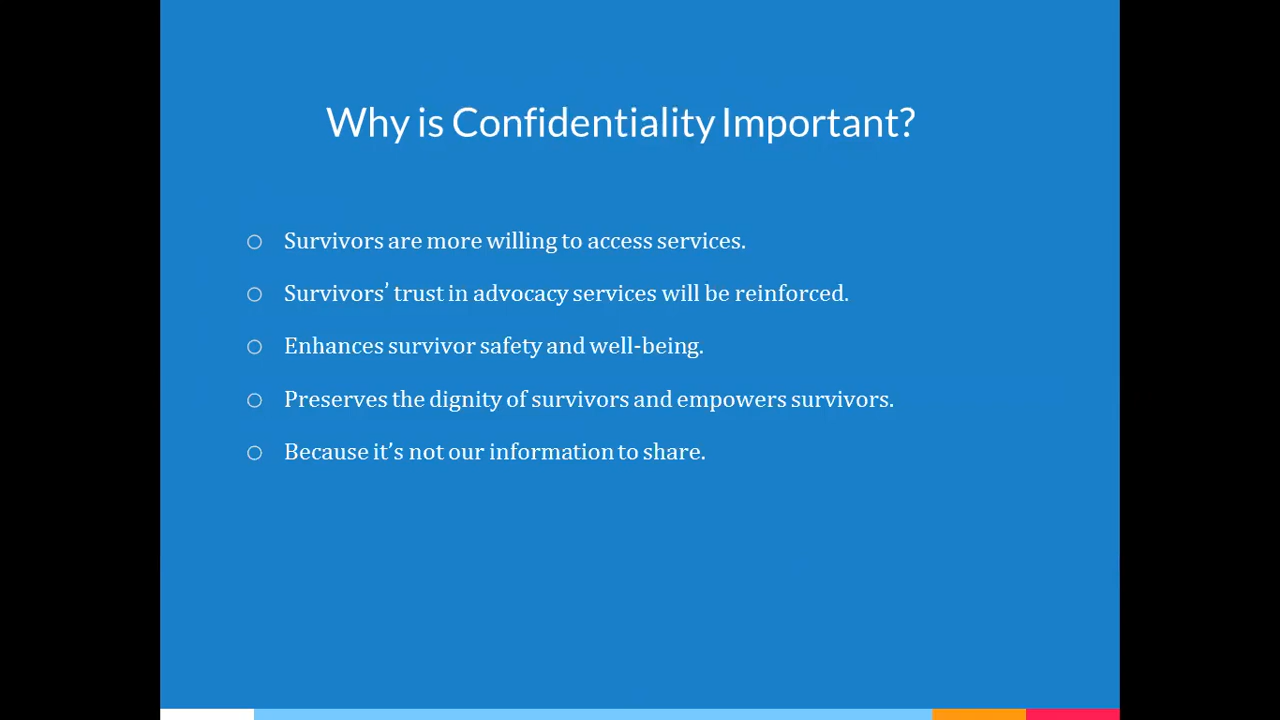 Why is Confidentiality Important?
Survivors are more willing to access services.
Survivors’ trust in advocacy services will be reinforced.
Enhances survivor safety and well-being.
Preserves the dignity of survivors and empowers survivors.
Because it’s not our information to share.